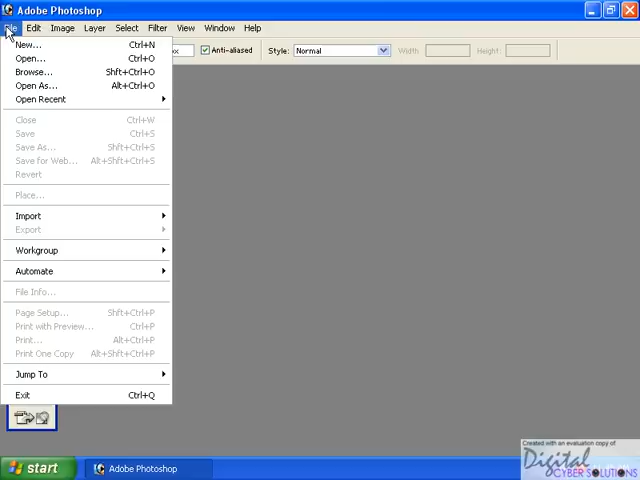 Adobe Photoshop
File Edit Image Layer Select Filter View Window Help
px Anti-aliased Style: Normal Width: Height:
New... Ctrl+N
Open... Ctrl+O
Browse... Shft+Ctrl+O
Open As... Alt+Ctrl+O
Open Recent
Close Ctrl+W
Save Ctrl+S
Save As... Shft+Ctrl+S
Save for Web... Alt+Shft+Ctrl+S
Revert
Place...
Import
Export
Workgroup
Automate
File Info...
Page Setup... Shft+Ctrl+P
Print with Preview... Ctrl+P
Print... Alt+Ctrl+P
Print One Copy Alt+Shft+Ctrl+P
Jump To
Exit Ctrl+Q
start Adobe Photoshop
Created with an evaluation copy of
Digital
CYBER SOLUTIONS